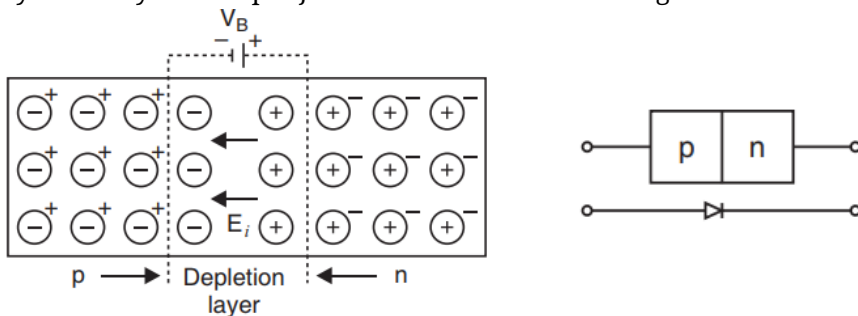 V_B
− +
+ + + − − −
− − − − + + + +
+ + + − − −
− − − − + + + +
+ + + − − −
− − − − + + + +
E_i
p Depletion n
layer
p n